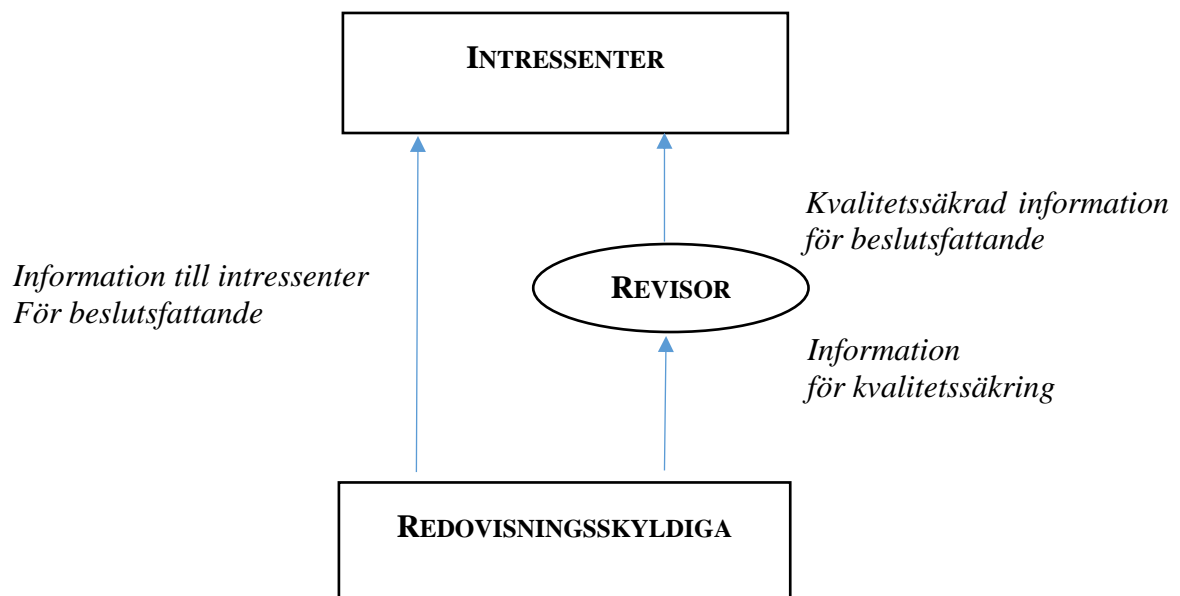 INTRESSENTER
Kvalitetssäkrad information
för beslutsfattande
Information till intressenter
För beslutsfattande
REVISOR
Information
för kvalitetssäkring
REDOVISNINGSSKYLDIGA